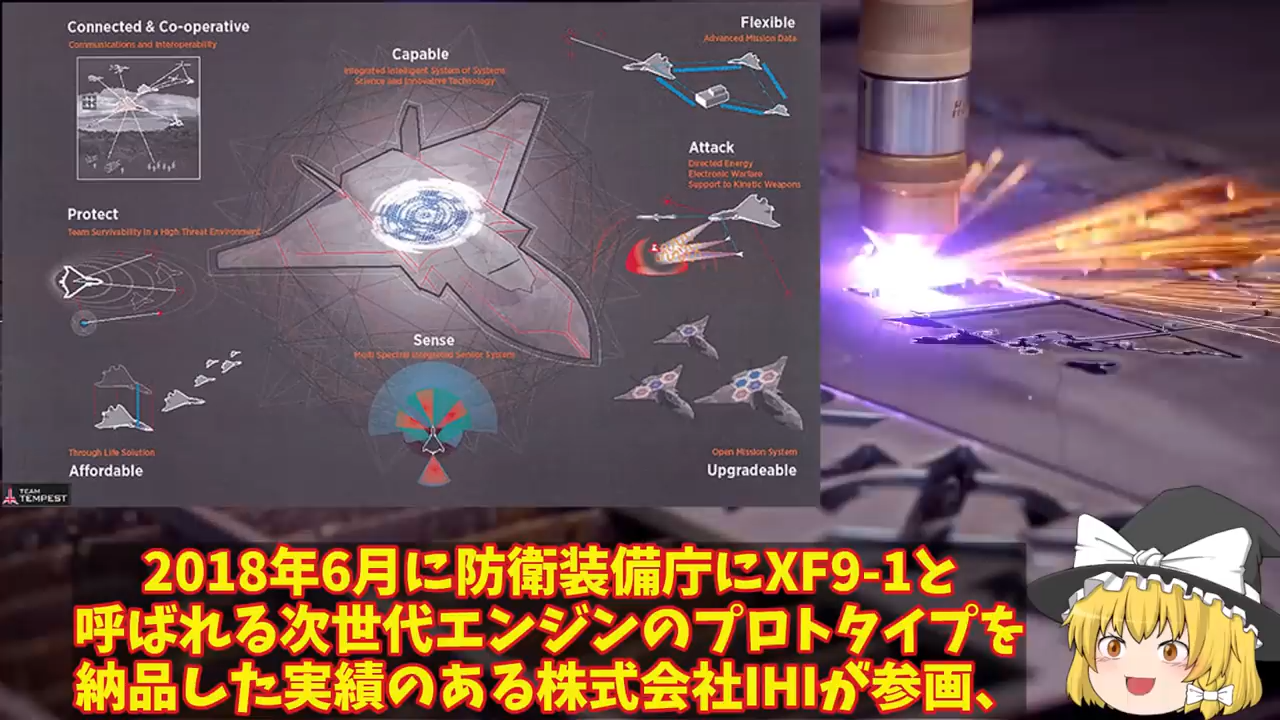 Connected & Co-operative
Communications and Interoperability
Capable
Integrated Intelligent System of Systems
Science and Innovative Technology
Flexible
Advanced Mission Data
Attack
Directed Energy
Electronic Warfare
Support to Kinetic Weapons
Protect
Team Survivability in a High Threat Environment
Sense
Multi Spectral Integrated Sensor System
Through Life Solution
Affordable
Open Mission System
Upgradeable
TEAM
TEMPEST
2018年6月に防衛装備庁にXF9-1と
呼ばれる次世代エンジンのプロトタイプを
納品した実績のある株式会社IHIが参画、